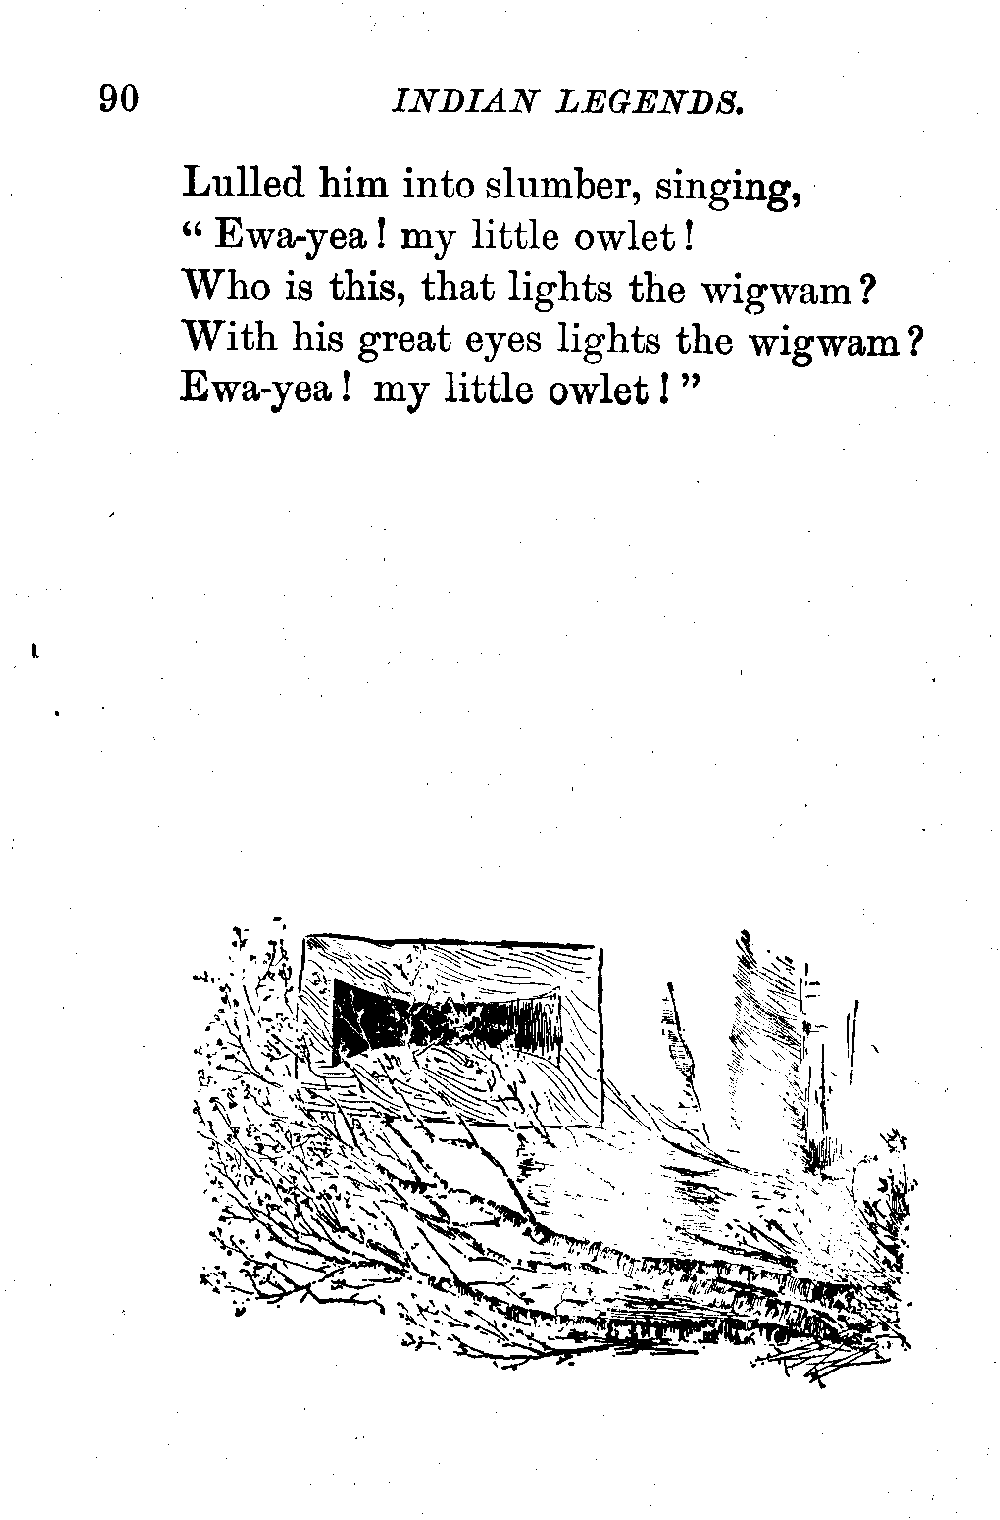 90 INDIAN LEGENDS.
Lulled him into slumber, singing,
“ Ewa-yea ! my little owlet !
Who is this, that lights the wigwam ?
With his great eyes lights the wigwam ?
Ewa-yea ! my little owlet ! ”